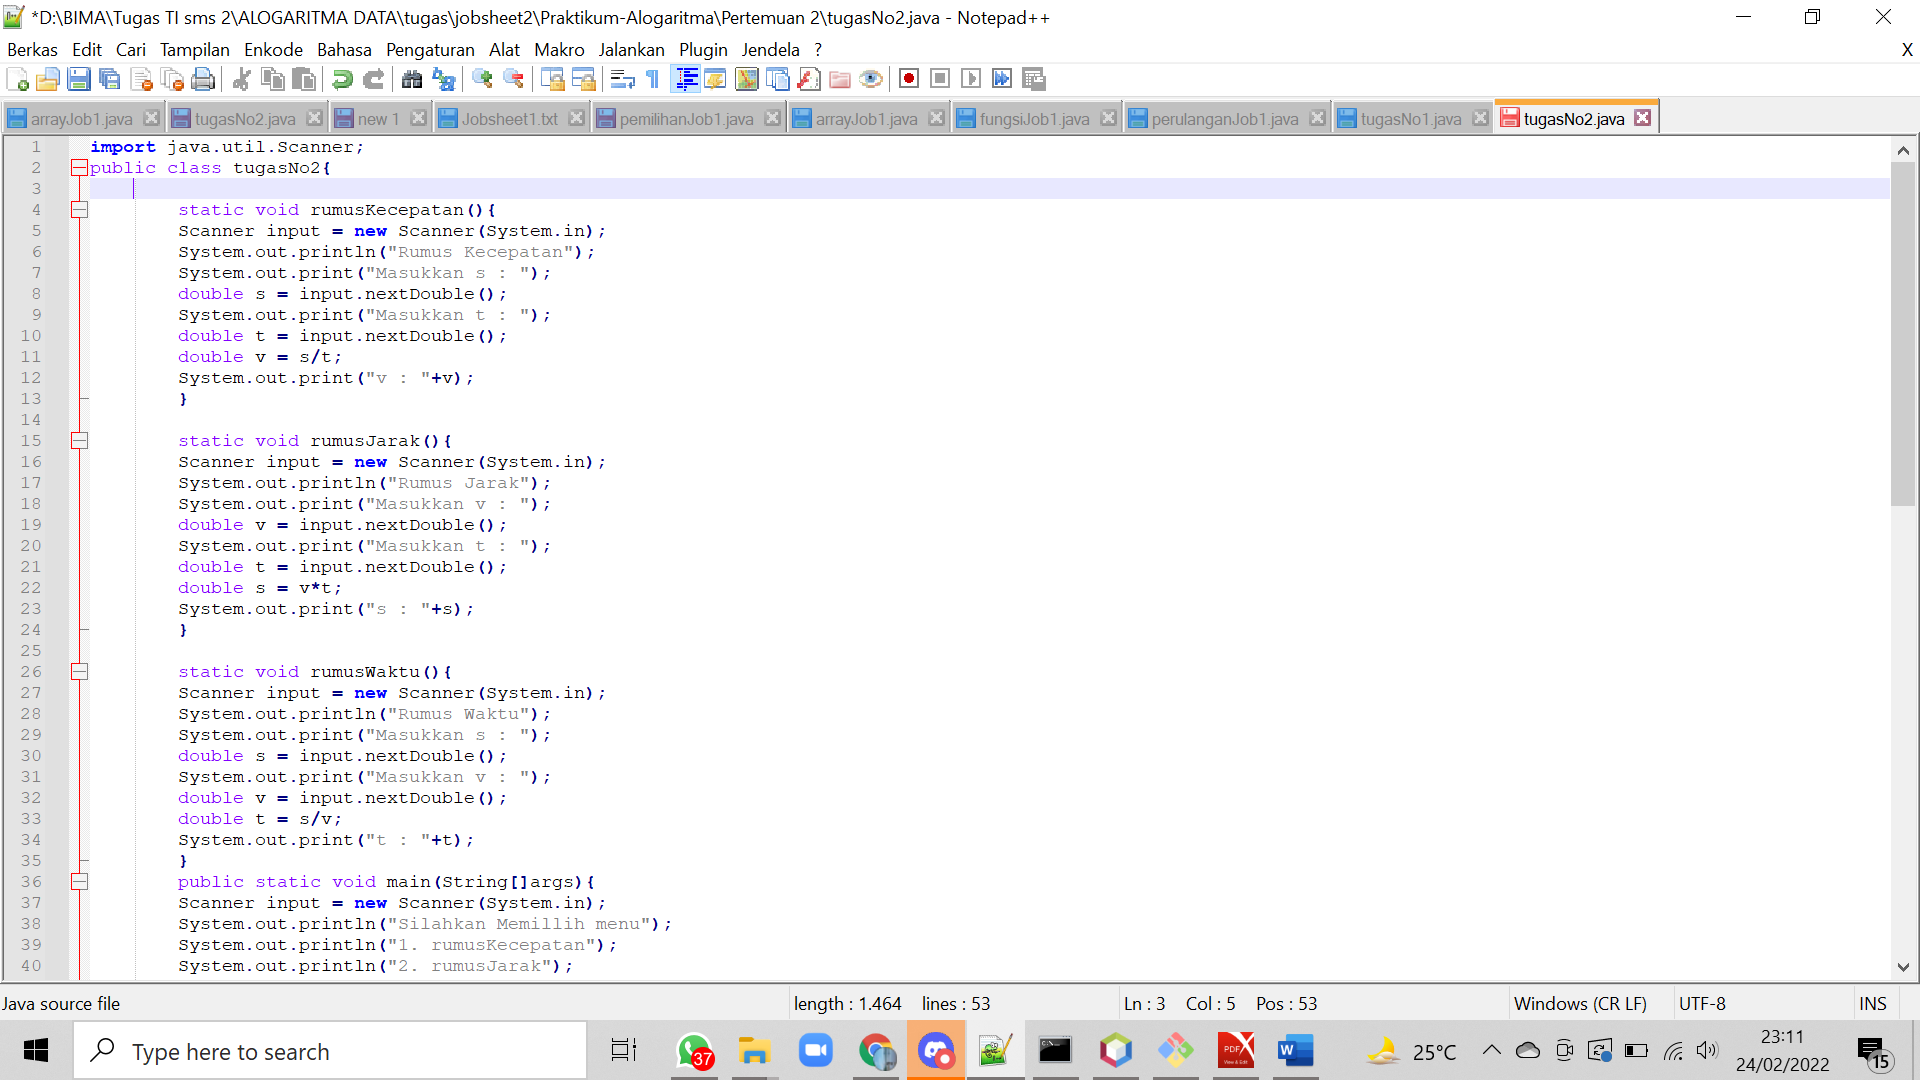 *D:\BIMA\Tugas TI sms 2\ALOGARITMA DATA\tugas\jobsheet2\Praktikum-Alogaritma\Pertemuan 2\tugasNo2.java - Notepad++
Berkas Edit Cari Tampilan Enkode Bahasa Pengaturan Alat Makro Jalankan Plugin Jendela ? X
arrayJob1.java tugasNo2.java new 1 Jobsheet1.txt pemilihanJob1.java arrayJob1.java fungsiJob1.java perulanganJob1.java tugasNo1.java tugasNo2.java
1 import java.util.Scanner;
2 public class tugasNo2{
3
4 static void rumusKecepatan(){
5 Scanner input = new Scanner(System.in);
6 System.out.println("Rumus Kecepatan");
7 System.out.print("Masukkan s : ");
8 double s = input.nextDouble();
9 System.out.print("Masukkan t : ");
10 double t = input.nextDouble();
11 double v = s/t;
12 System.out.print("v : "+v);
13 }
14
15 static void rumusJarak(){
16 Scanner input = new Scanner(System.in);
17 System.out.println("Rumus Jarak");
18 System.out.print("Masukkan v : ");
19 double v = input.nextDouble();
20 System.out.print("Masukkan t : ");
21 double t = input.nextDouble();
22 double s = v*t;
23 System.out.print("s : "+s);
24 }
25
26 static void rumusWaktu(){
27 Scanner input = new Scanner(System.in);
28 System.out.println("Rumus Waktu");
29 System.out.print("Masukkan s : ");
30 double s = input.nextDouble();
31 System.out.print("Masukkan v : ");
32 double v = input.nextDouble();
33 double t = s/v;
34 System.out.print("t : "+t);
35 }
36 public static void main(String[]args){
37 Scanner input = new Scanner(System.in);
38 System.out.println("Silahkan Memillih menu");
39 System.out.println("1. rumusKecepatan");
40 System.out.println("2. rumusJarak");
Java source file length : 1.464 lines : 53 Ln : 3 Col : 5 Pos : 53 Windows (CR LF) UTF-8 INS
Type here to search 37 PDF 25°C 23:11
24/02/2022 15